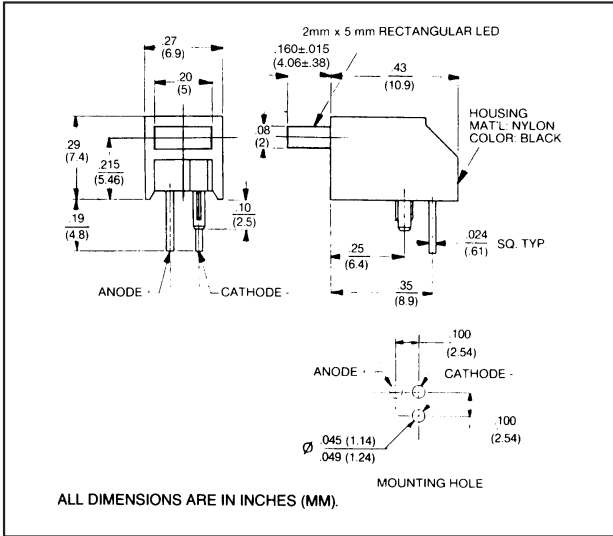 2mm x 5 mm RECTANGULAR LED
.27
(6.9)
.160±.015
(4.06±.38)
.20
(5)
.43
(10.9)
HOUSING
MAT'L: NYLON
COLOR: BLACK
.08
(2)
.29
(7.4)
.215
(5.46)
.19
(4.8)
.10
(2.5)
.024
(.61)
SQ. TYP
.25
(6.4)
.35
(8.9)
ANODE
CATHODE -
.100
(2.54)
ANODE
CATHODE -
.100
(2.54)
Ø .045 (1.14)
.049 (1.24)
MOUNTING HOLE
ALL DIMENSIONS ARE IN INCHES (MM).